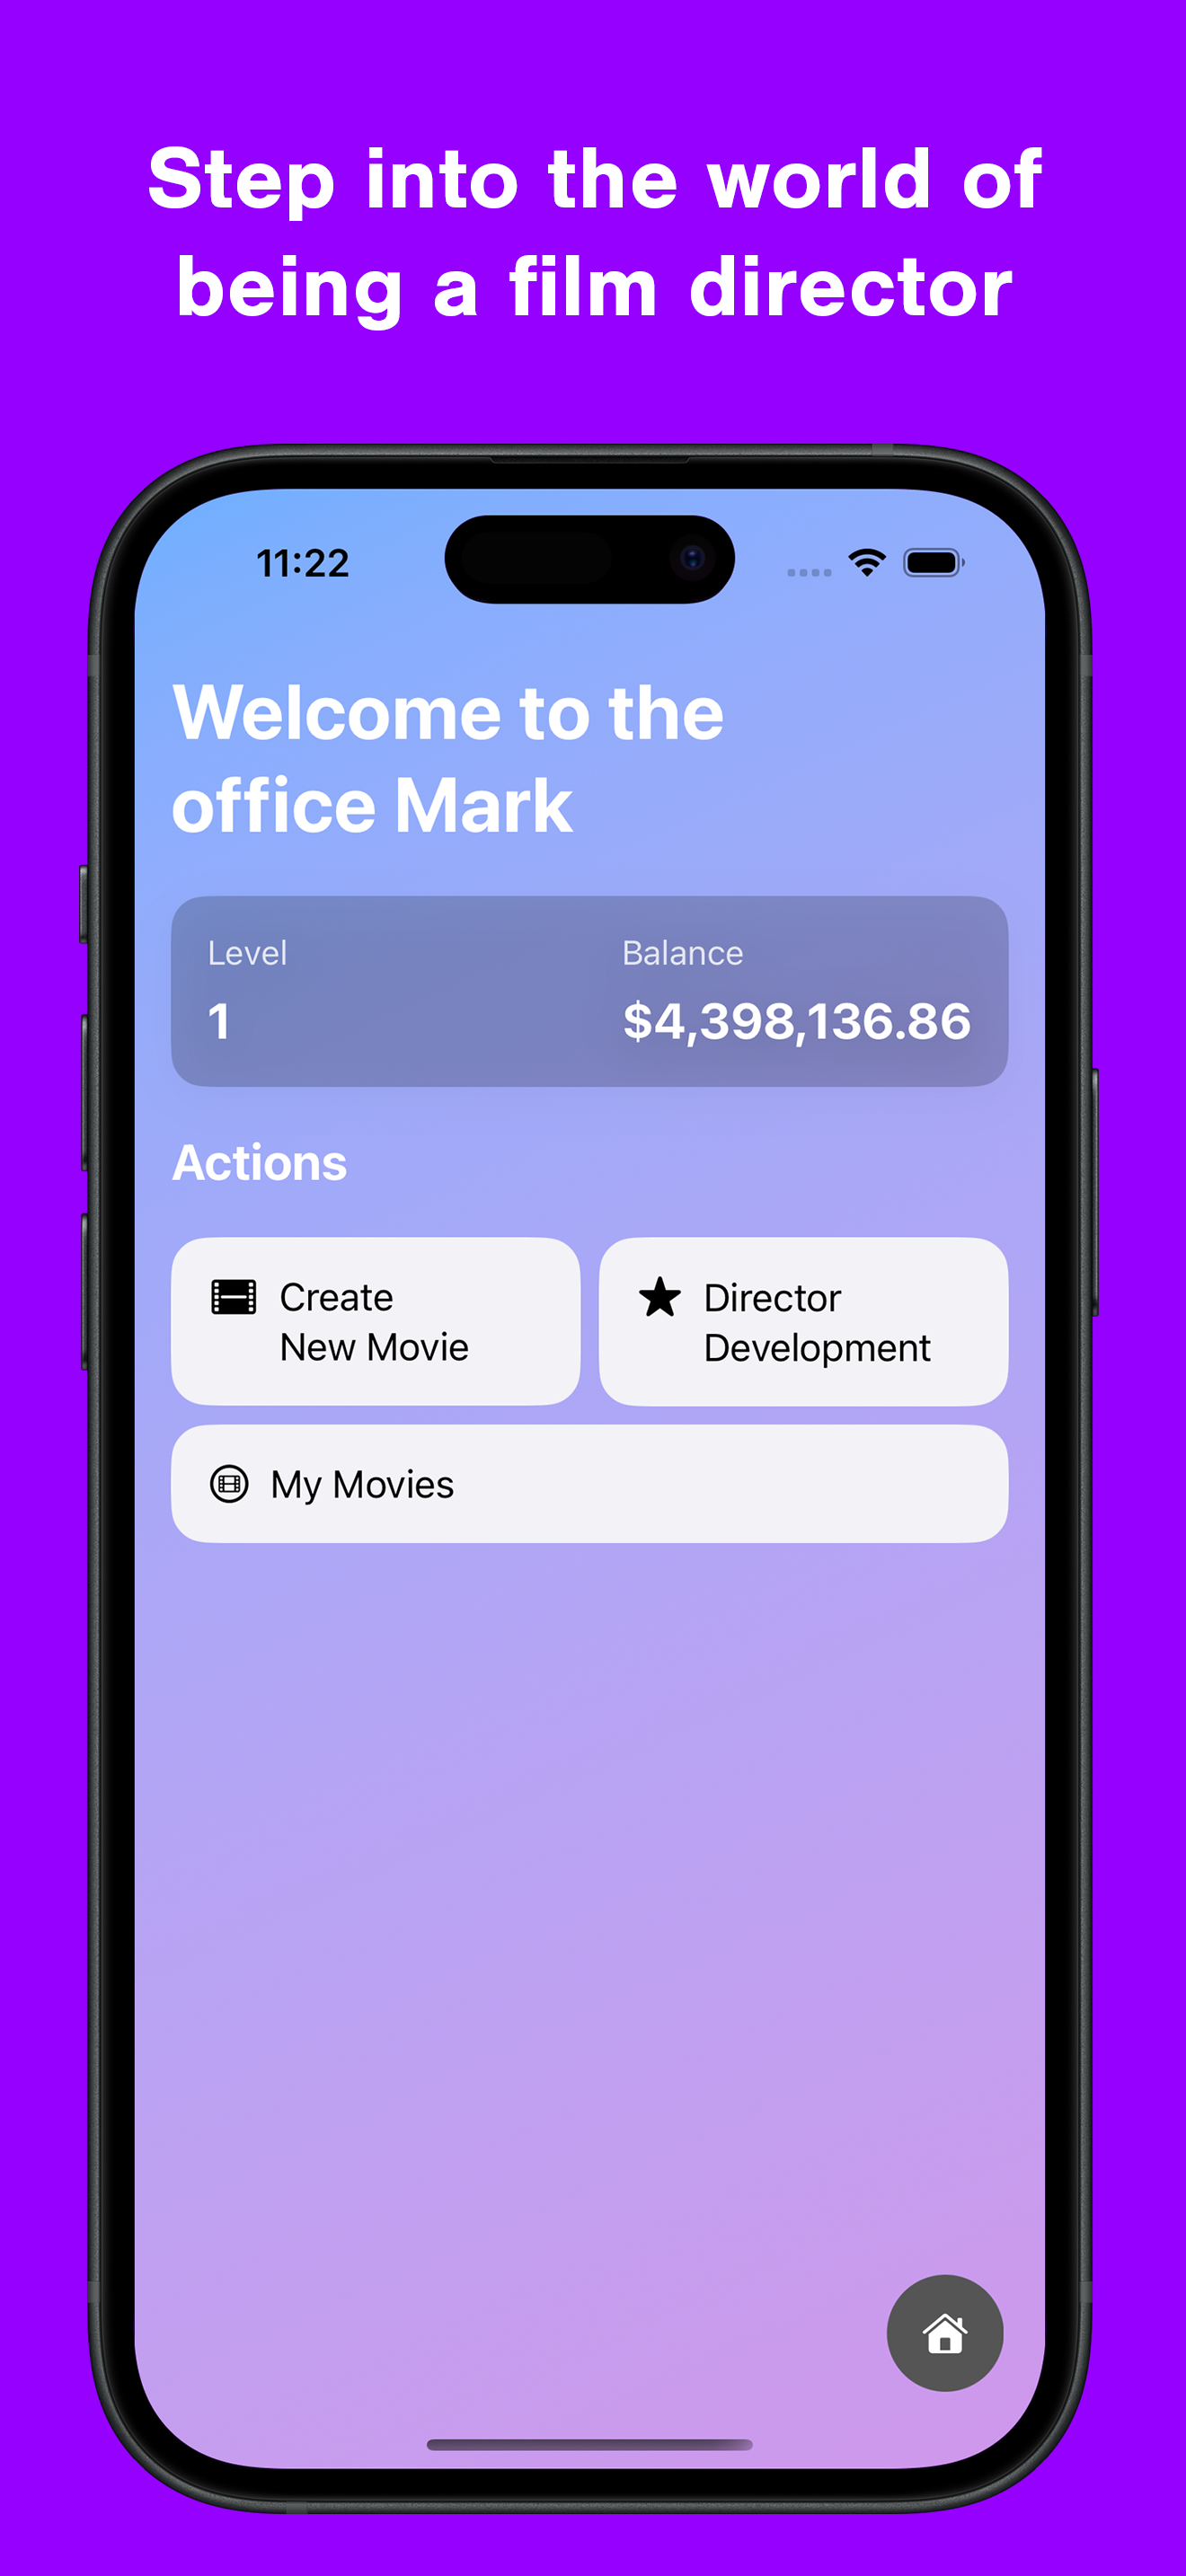 Step into the world of
being a film director
11:22
Welcome to the
office Mark
Level
Balance
1
$4,398,136.86
Actions
Create
New Movie
Director
Development
My Movies